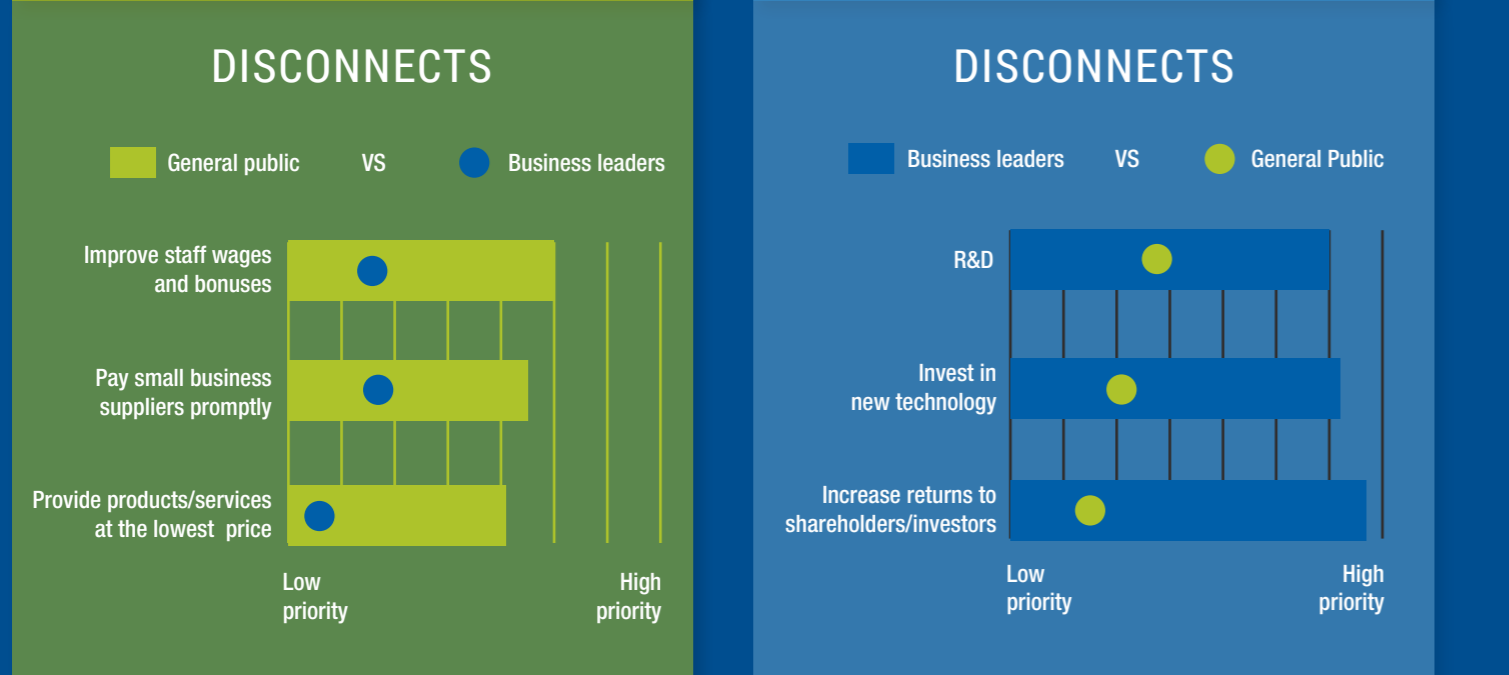 DISCONNECTS
General public VS Business leaders
Improve staff wages
and bonuses
Pay small business
suppliers promptly
Provide products/services
at the lowest price
Low
priority
High
priority
DISCONNECTS
Business leaders VS General Public
R&D
Invest in
new technology
Increase returns to
shareholders/investors
Low
priority
High
priority